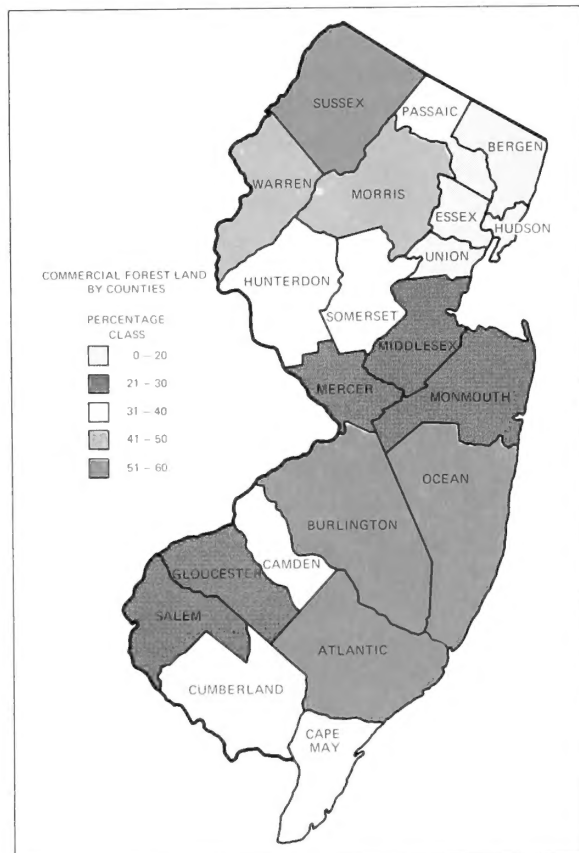 SUSSEX
PASSAIC
BERGEN
WARREN
MORRIS
ESSEX
HUDSON
UNION
COMMERCIAL FOREST LAND
BY COUNTIES
HUNTERDON
SOMERSET
PERCENTAGE
CLASS
0 – 20
21 – 30
31 – 40
41 – 50
51 – 60
MIDDLESEX
MERCER
MONMOUTH
OCEAN
BURLINGTON
CAMDEN
GLOUCESTER
SALEM
ATLANTIC
CUMBERLAND
CAPE
MAY